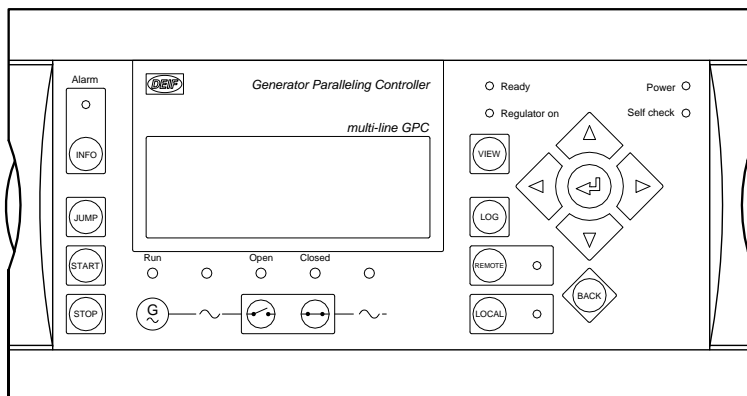 Alarm
INFO
JUMP
START
STOP
DEIF
Generator Paralleling Controller
multi-line GPC
Run
Open
Closed
G
Ready
Regulator on
Power
Self check
VIEW
LOG
REMOTE
LOCAL
BACK